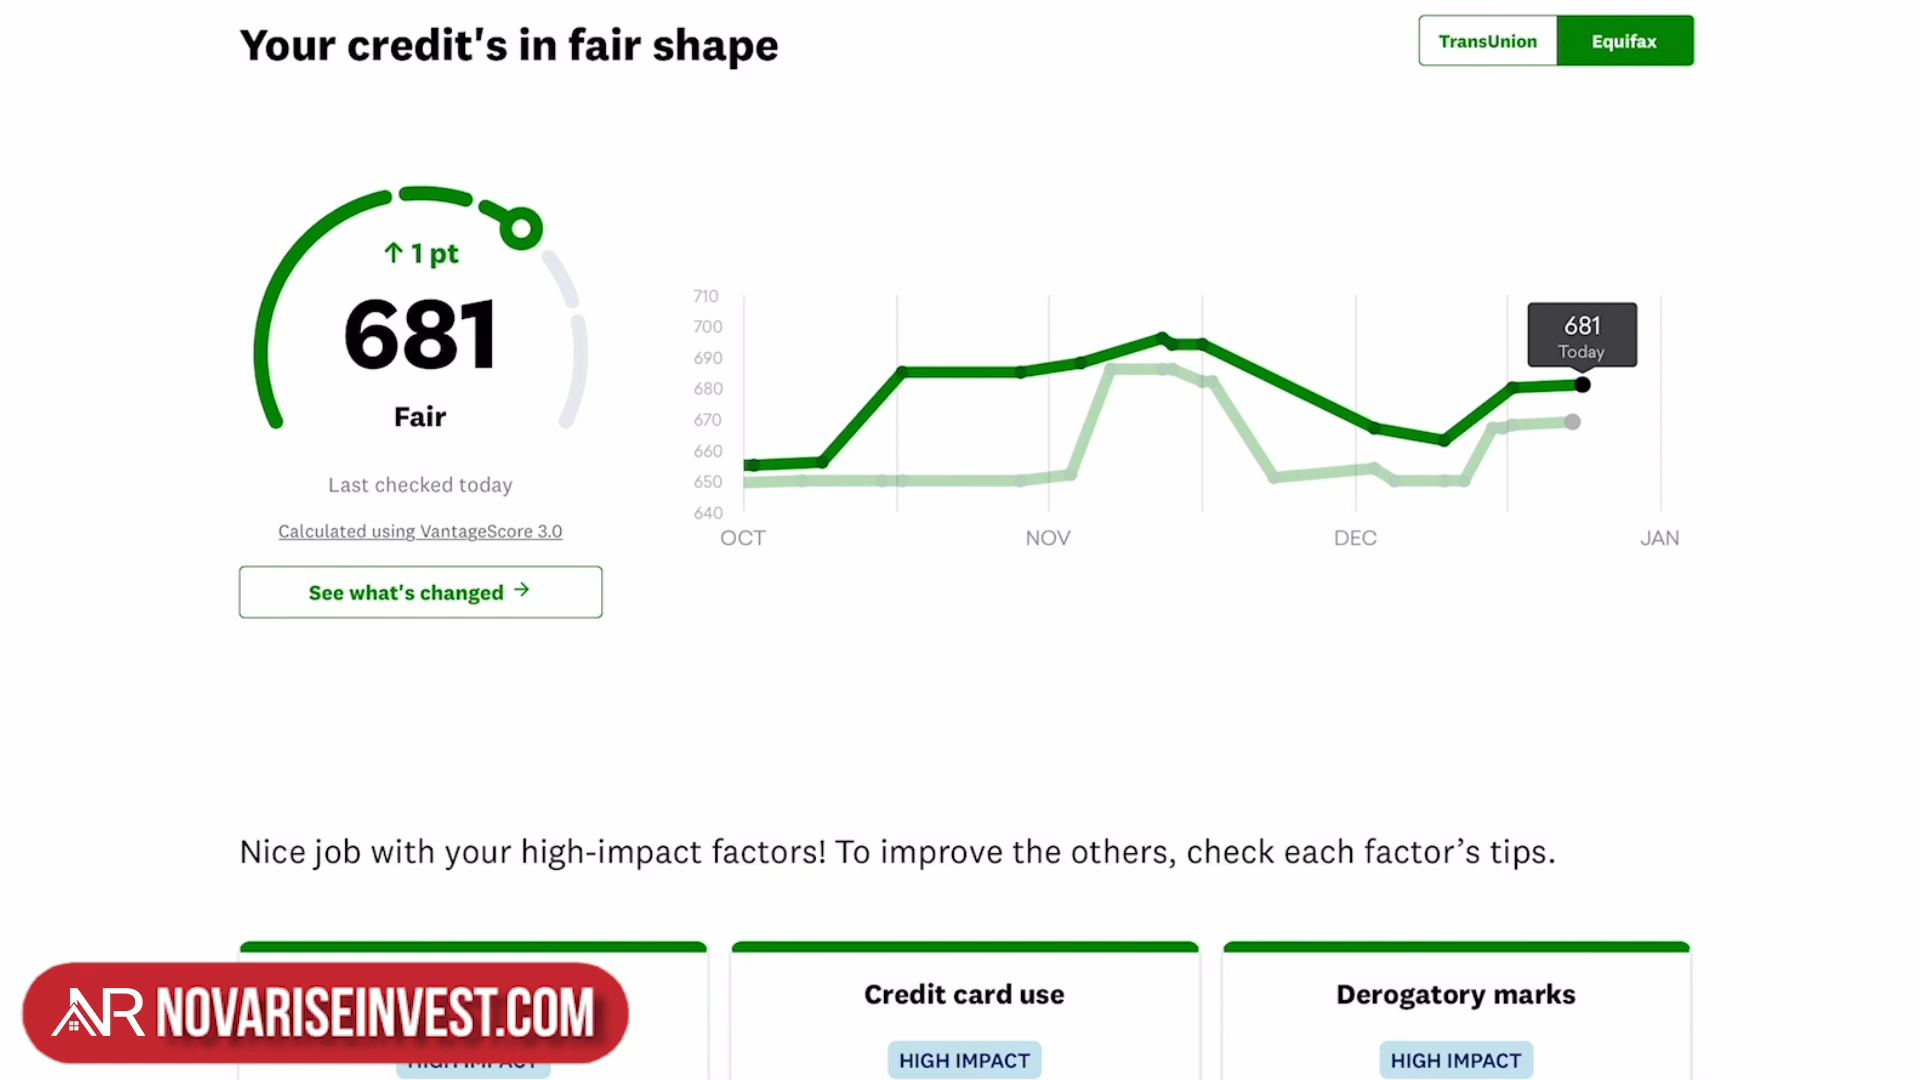 Your credit's in fair shape
TransUnion
Equifax
↑ 1 pt
681
Fair
Last checked today
Calculated using VantageScore 3.0
See what's changed →
710
700
690
680
670
660
650
640
OCT
NOV
DEC
JAN
681
Today
Nice job with your high-impact factors! To improve the others, check each factor’s tips.
Credit card use
HIGH IMPACT
Derogatory marks
HIGH IMPACT
HIGH IMPACT
NR NOVARISEINVEST.COM